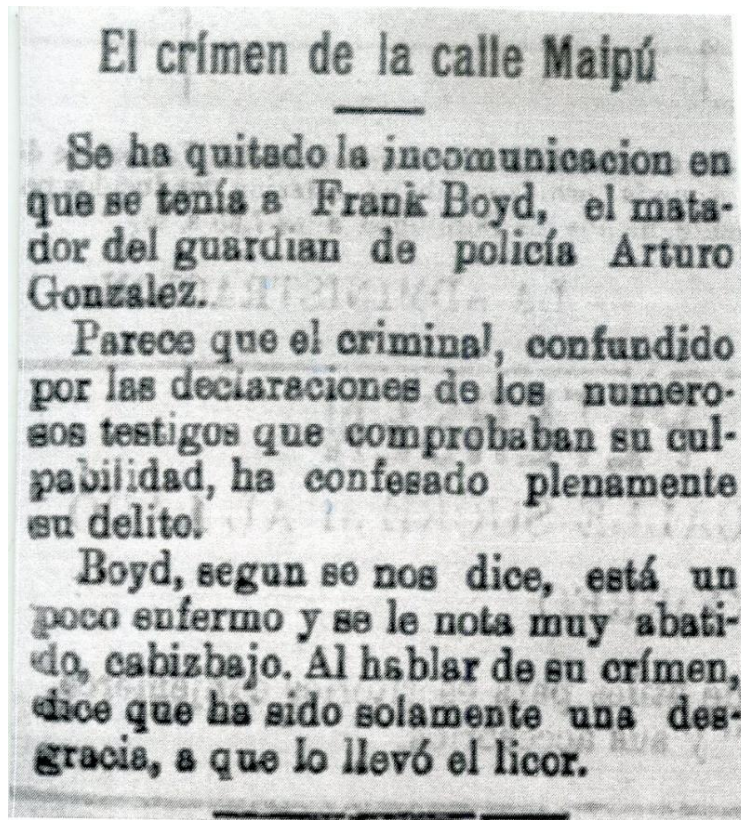 El crímen de la calle Maipú
Se ha quitado la incomunicacion en
que se tenía a Frank Boyd, el mata-
dor del guardian de policía Arturo
Gonzalez.
Parece que el criminal, confundido
por las declaraciones de los numero-
sos testigos que comprobaban su cul-
pabilidad, ha confesado plenamente
su delito.
Boyd, segun se nos dice, está un
poco enfermo y se le nota muy abati-
do, cabizbajo. Al hablar de su crímen,
dice que ha sido solamente una des-
gracia, a que lo llevó el licor.